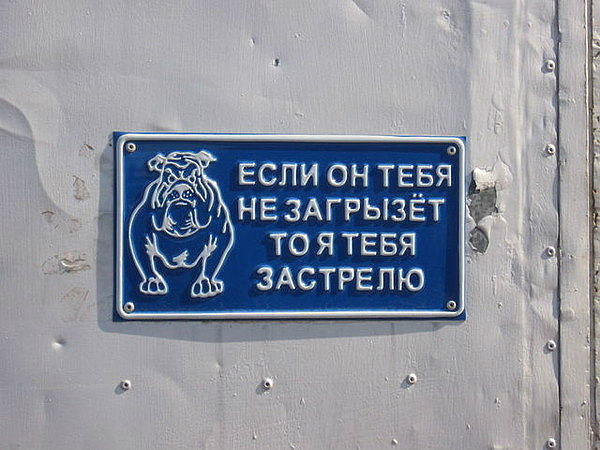 ЕСЛИ ОН ТЕБЯ
НЕ ЗАГРЫЗЁТ
ТО Я ТЕБЯ
ЗАСТРЕЛЮ